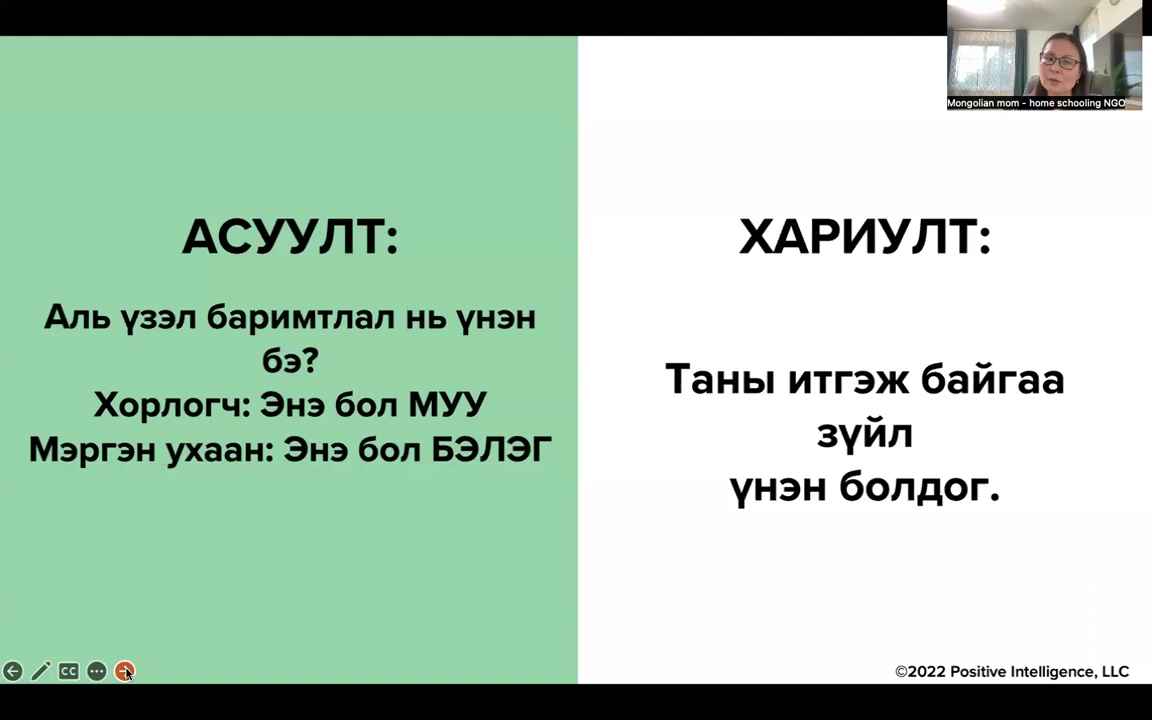 Mongolian mom - home schooling NGO
АСУУЛТ:
Аль үзэл баримтлал нь үнэн
бэ?
Хорлогч: Энэ бол МУУ
Мэргэн ухаан: Энэ бол БЭЛЭГ
ХАРИУЛТ:
Таны итгэж байгаа
зүйл
үнэн болдог.
CC
©2022 Positive Intelligence, LLC